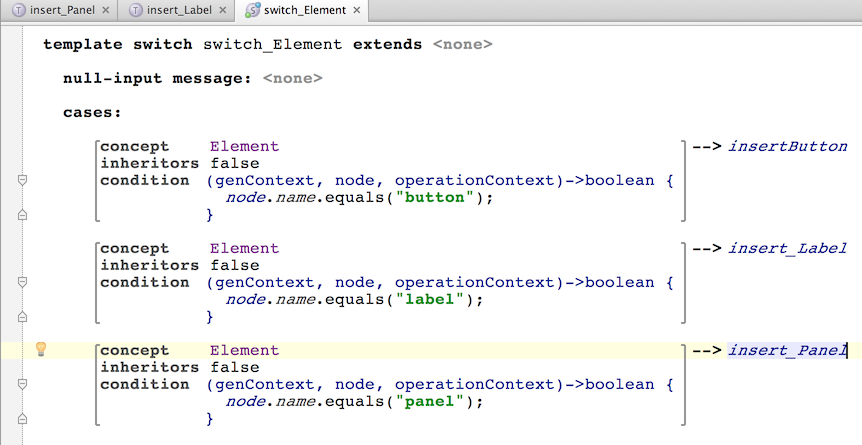 insert_Panel × insert_Label × switch_Element ×
template switch switch_Element extends <none>
null-input message: <none>
cases:
concept Element --> insertButton
inheritors false
condition (genContext, node, operationContext)->boolean {
node.name.equals("button");
}
concept Element --> insert_Label
inheritors false
condition (genContext, node, operationContext)->boolean {
node.name.equals("label");
}
concept Element --> insert_Panel
inheritors false
condition (genContext, node, operationContext)->boolean {
node.name.equals("panel");
}